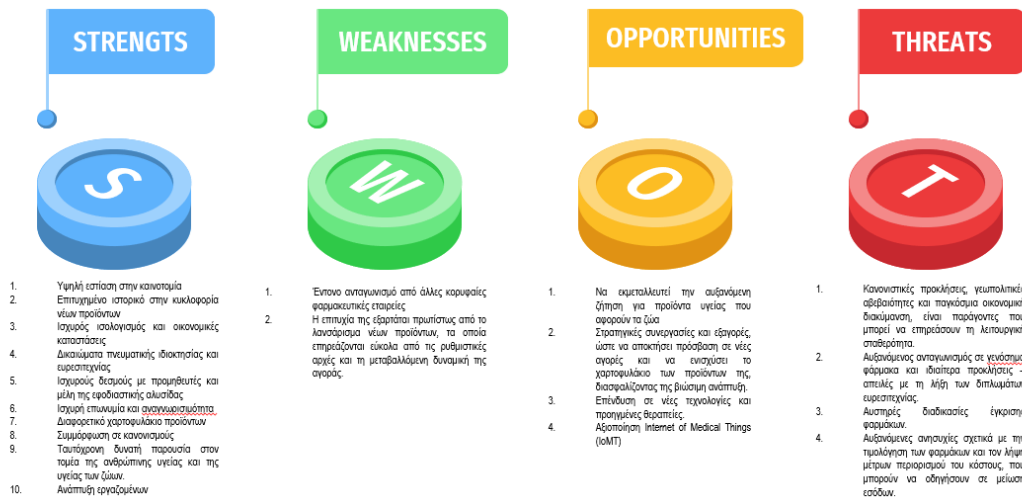 STRENGTS
WEAKNESSES
OPPORTUNITIES
THREATS
S
W
O
T
1. Υψηλή εστίαση στην καινοτομία
2. Επιτυχημένο ιστορικό στην κυκλοφορία
νέων προϊόντων
3. Ισχυρός ισολογισμός και οικονομικές
καταστάσεις
4. Δικαιώματα πνευματικής ιδιοκτησίας και
ευρεσιτεχνίας
5. Ισχυρούς δεσμούς με προμηθευτές και
μέλη της εφοδιαστικής αλυσίδας
6. Ισχυρή επωνυμία και αναγνωρισιμότητα
7. Διαφορετικό χαρτοφυλάκιο προϊόντων
8. Συμμόρφωση σε κανονισμούς
9. Ταυτόχρονη δυνατή παρουσία στον
τομέα της ανθρώπινης υγείας και της
υγείας των ζώων.
10. Ανάπτυξη εργαζομένων
1. Έντονο ανταγωνισμό από άλλες κορυφαίες
φαρμακευτικές εταιρείες
2. Η επιτυχία της εξαρτάται πρωτίστως από το
λανσάρισμα νέων προϊόντων, τα οποία
επηρεάζονται εύκολα από τις ρυθμιστικές
αρχές και τη μεταβαλλόμενη δυναμική της
αγοράς.
1. Να εκμεταλλευτεί την αυξανόμενη
ζήτηση για προϊόντα υγείας που
αφορούν τα ζώα
2. Στρατηγικές συνεργασίες και εξαγορές,
ώστε να αποκτήσει πρόσβαση σε νέες
αγορές και να ενισχύσει το
χαρτοφυλάκιο των προϊόντων της,
διασφαλίζοντας της βιώσιμη ανάπτυξη.
3. Επένδυση σε νέες τεχνολογίες και
προηγμένες θεραπείες.
4. Αξιοποίηση Internet of Medical Things
(IoMT)
1. Κανονιστικές προκλήσεις, γεωπολιτικές
αβεβαιότητες και παγκόσμια οικονομική
διακύμανση, είναι παράγοντες που
μπορεί να επηρεάσουν τη λειτουργική
σταθερότητα.
2. Αυξανόμενος ανταγωνισμός σε γενόσημα
φάρμακα και ιδιαίτερα προκλήσεις -
απειλές με τη λήξη των διπλωμάτων
ευρεσιτεχνίας.
3. Αυστηρές διαδικασίες έγκρισης
φαρμάκων.
4. Αυξανόμενες ανησυχίες σχετικά με την
τιμολόγηση των φαρμάκων και τον λήψη
μέτρων περιορισμού του κόστους, που
μπορούν να οδηγήσουν σε μείωση
εσόδων.